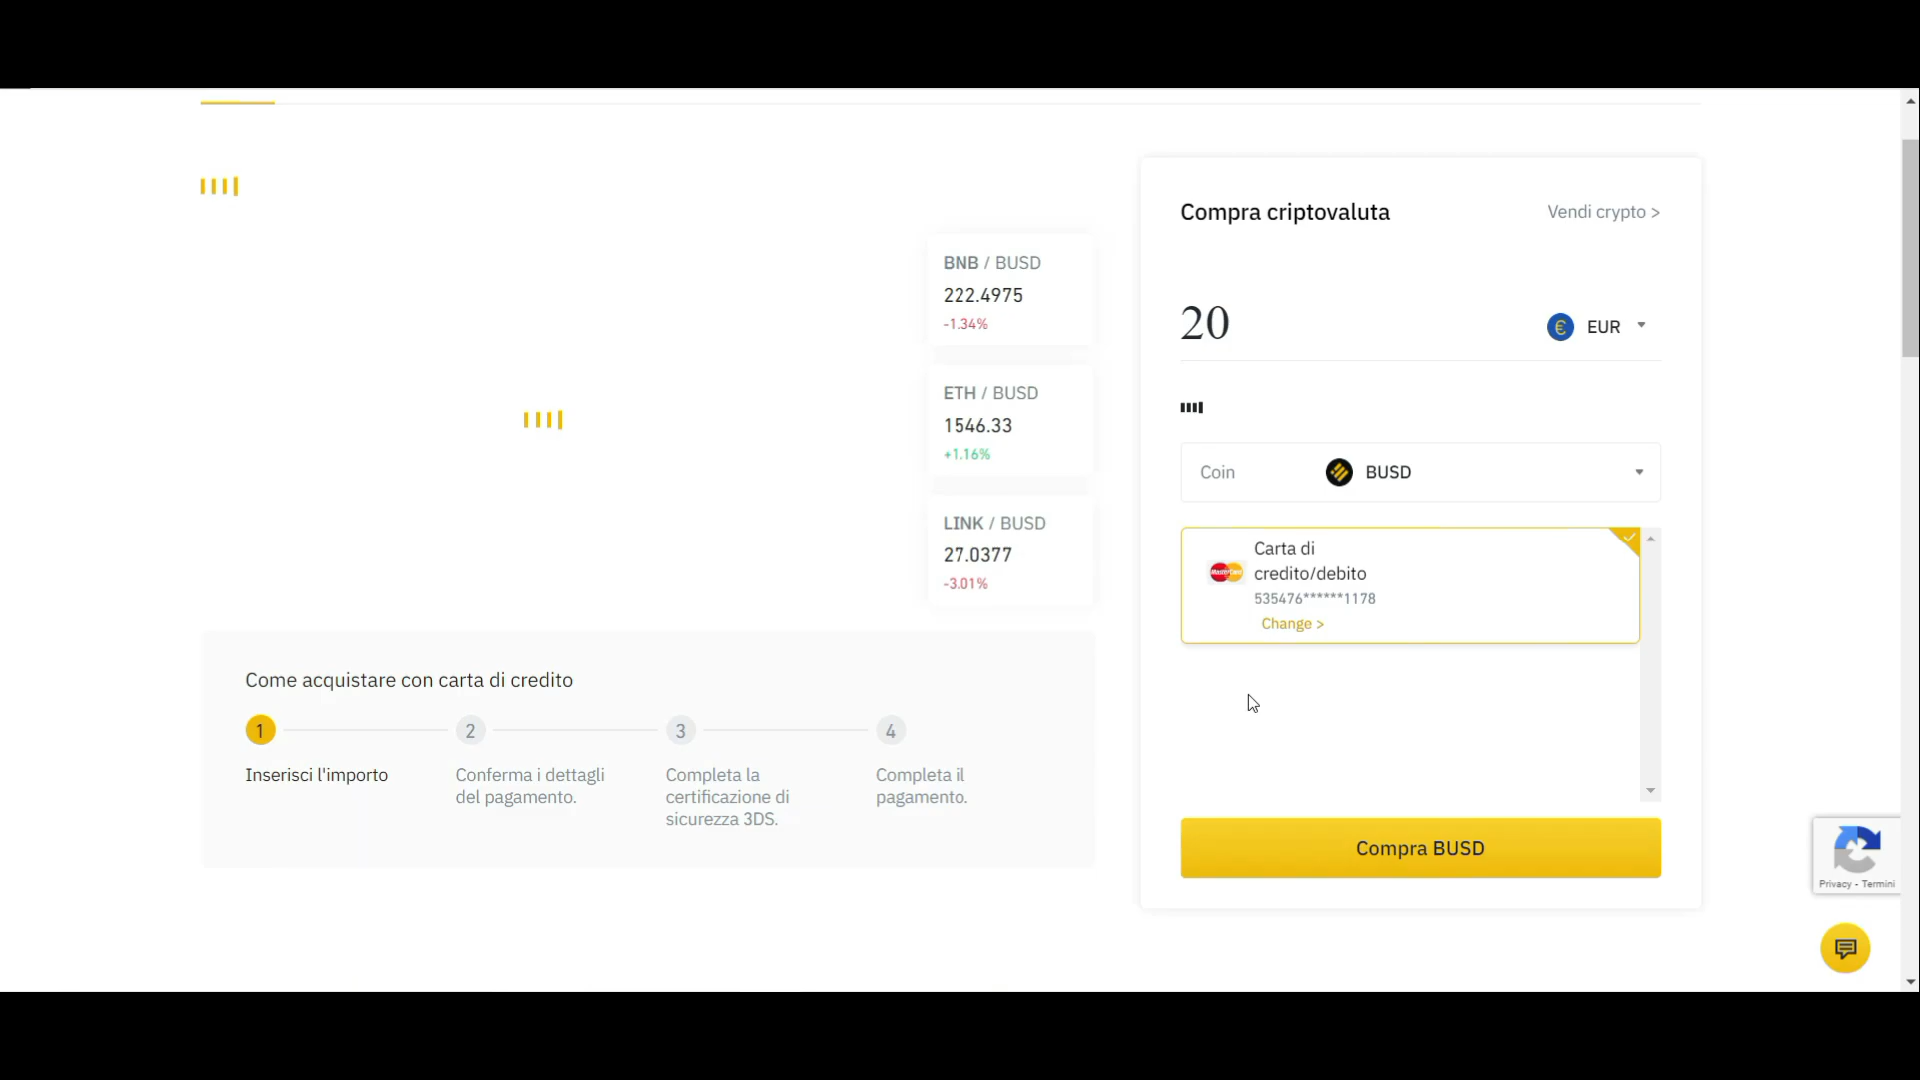 BNB / BUSD
222.4975
-1.34%
ETH / BUSD
1546.33
+1.16%
LINK / BUSD
27.0377
-3.01%
Come acquistare con carta di credito
1
2
3
4
Inserisci l'importo
Conferma i dettagli
del pagamento.
Completa la
certificazione di
sicurezza 3DS.
Completa il
pagamento.
Compra criptovaluta
Vendi crypto >
20
€ EUR
Coin BUSD
Carta di
credito/debito
MasterCard
535476******1178
Change >
Compra BUSD
Privacy - Termini